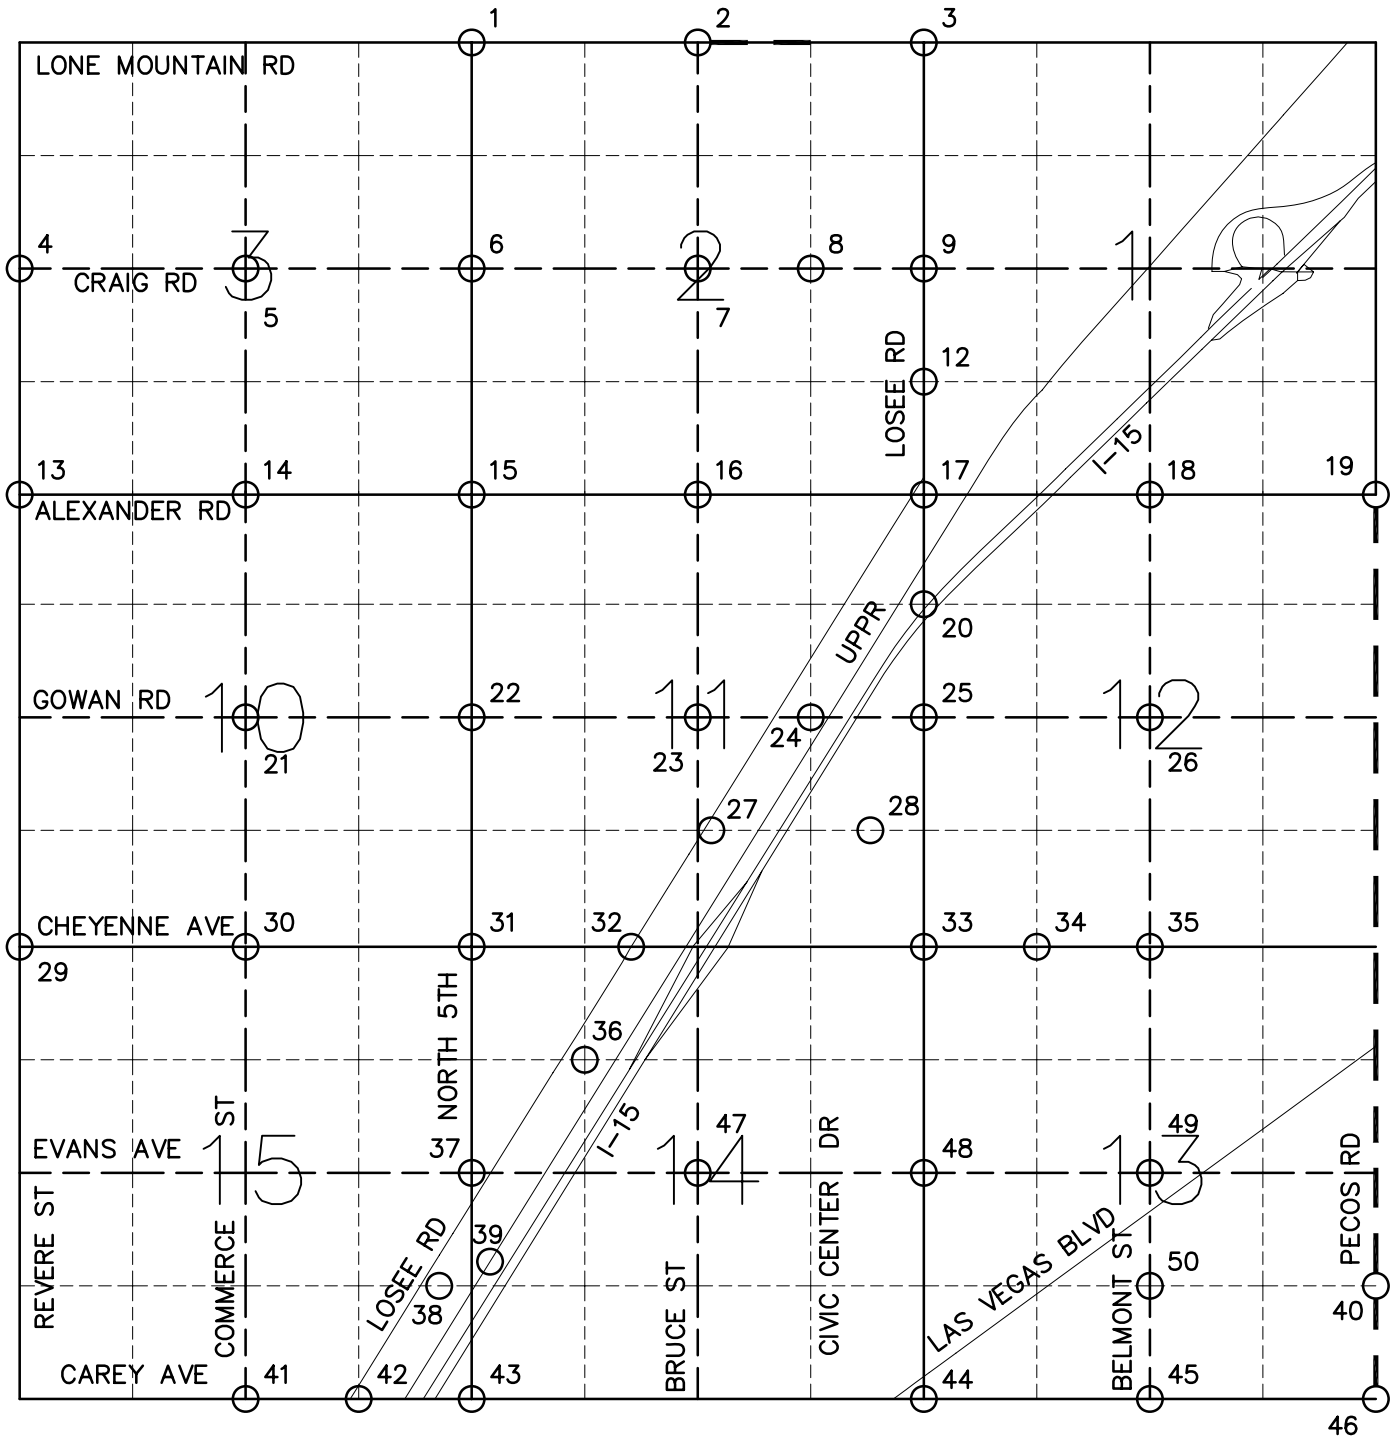 1
2
3
LONE MOUNTAIN RD
4
3
6
2
8
9
1
CRAIG RD
5
7
LOSEE RD
12
I-15
13
14
15
16
17
18
19
ALEXANDER RD
UPPR
20
GOWAN RD
10
22
11
25
12
21
23
24
26
27
28
CHEYENNE AVE
30
31
32
33
34
35
29
NORTH 5TH
36
I-15
EVANS AVE
15
37
14
47
48
13
49
REVERE ST
COMMERCE ST
LOSEE RD
39
38
BRUCE ST
CIVIC CENTER DR
LAS VEGAS BLVD
BELMONT ST
50
PECOS RD
40
CAREY AVE
41
42
43
44
45
46